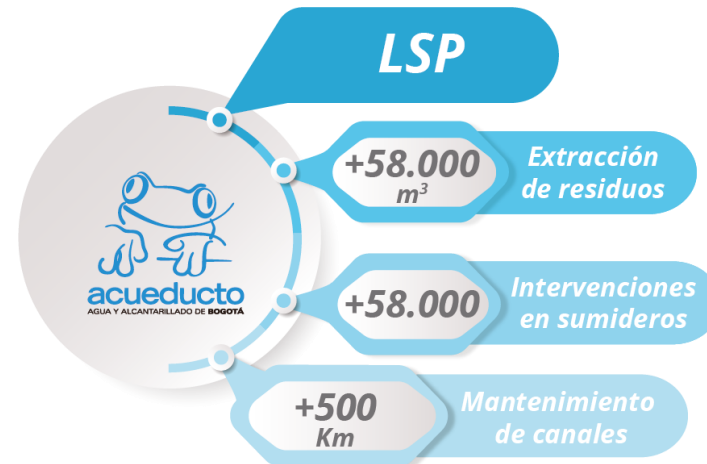 LSP
+58.000
m³
Extracción
de residuos
+58.000
Intervenciones
en sumideros
+500
Km
Mantenimiento
de canales
acueducto
AGUA Y ALCANTARILLADO DE BOGOTÁ